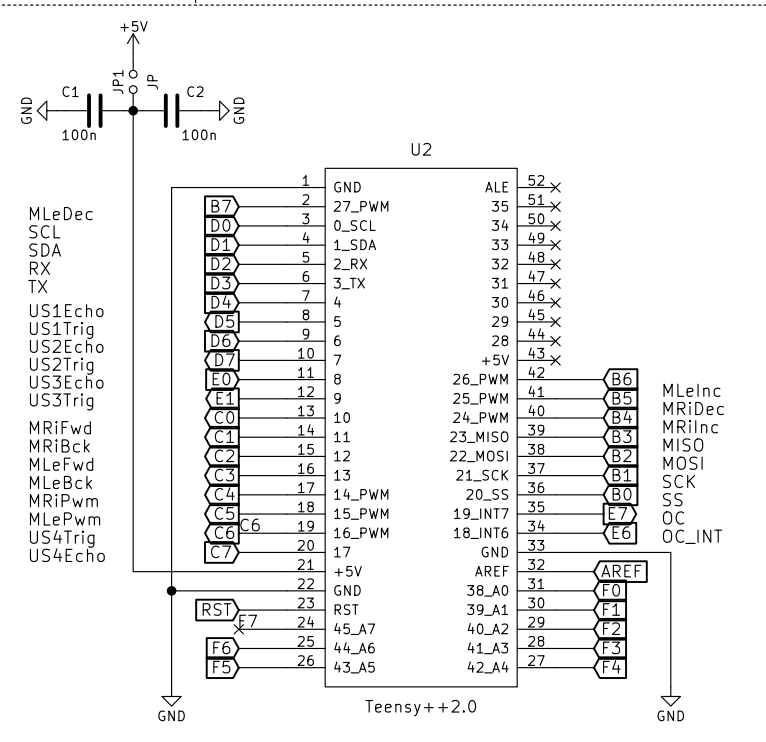 +5V
JP1
JP
C1
C2
GND
GND
100n
100n
U2
1 GND ALE 52
B7 2 27_PWM 35 51
D0 3 0_SCL 34 50
D1 4 1_SDA 33 49
D2 5 2_RX 32 48
D3 6 3_TX 31 47
D4 7 4 30 46
D5 8 5 29 45
D6 9 6 28 44
D7 10 7 +5V 43
E0 11 8 26_PWM 42 B6
E1 12 9 25_PWM 41 B5
C0 13 10 24_PWM 40 B4
C1 14 11 23_MISO 39 B3
C2 15 12 22_MOSI 38 B2
C3 16 13 21_SCK 37 B1
C4 17 14_PWM 20_SS 36 B0
C5 18 15_PWM 19_INT7 35 E7
C6 C6 19 16_PWM 18_INT6 34 E6
C7 20 17 GND 33
21 +5V AREF 32 AREF
22 GND 38_A0 31 F0
RST 23 RST 39_A1 30 F1
F7 24 45_A7 40_A2 29 F2
F6 25 44_A6 41_A3 28 F3
F5 26 43_A5 42_A4 27 F4
MLeDec
SCL
SDA
RX
TX
US1Echo
US1Trig
US2Echo
US2Trig
US3Echo
US3Trig
MRiFwd
MRiBck
MLeFwd
MLeBck
MRiPwm
MLePwm
US4Trig
US4Echo
MLeInc
MRiDec
MRiInc
MISO
MOSI
SCK
SS
OC
OC_INT
GND
Teensy++2.0
GND